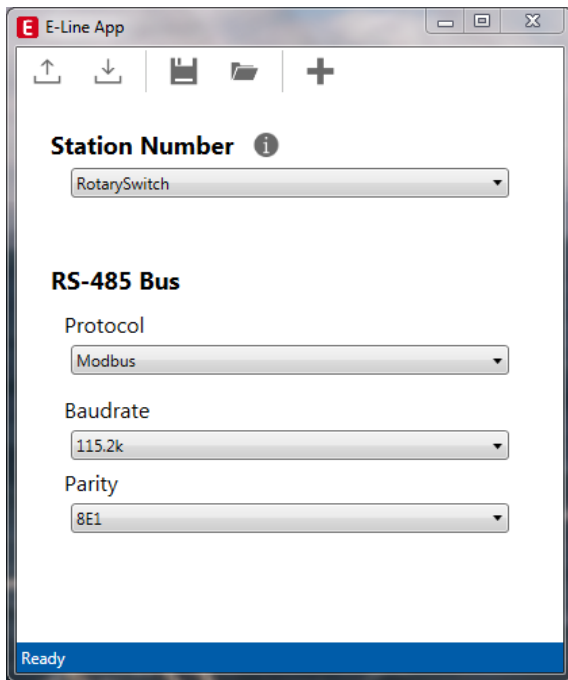 E E-Line App
Station Number i
RotarySwitch
RS-485 Bus
Protocol
Modbus
Baudrate
115.2k
Parity
8E1
Ready